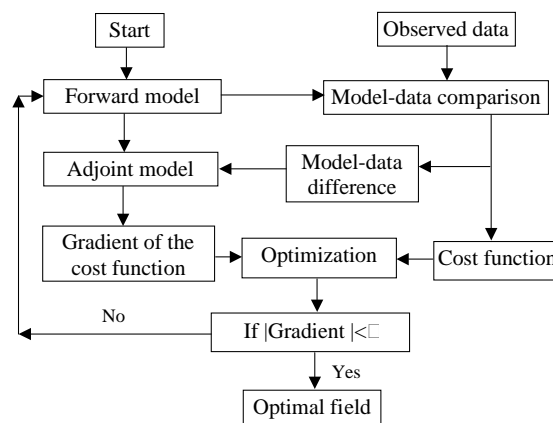 Start
Observed data
Forward model
Model-data comparison
Adjoint model
Model-data
difference
Gradient of the
cost function
Optimization
Cost function
No
If |Gradient |<□
Yes
Optimal field